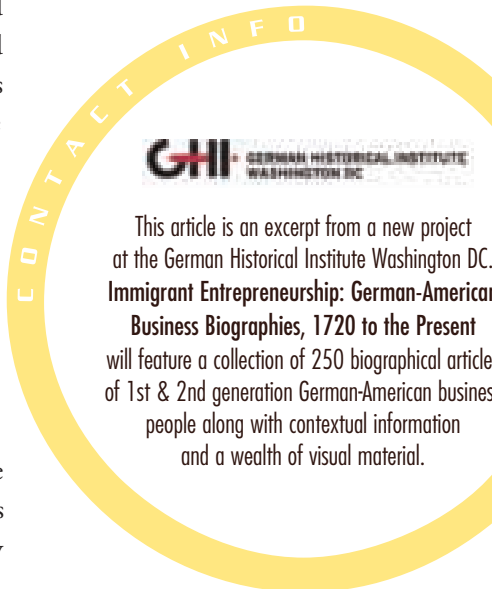 CONTACT INFO
GHI
GERMAN HISTORICAL INSTITUTE
WASHINGTON DC
This article is an excerpt from a new project
at the German Historical Institute Washington DC.
Immigrant Entrepreneurship: German-American
Business Biographies, 1720 to the Present
will feature a collection of 250 biographical article
of 1st & 2nd generation German-American busines
people along with contextual information
and a wealth of visual material.